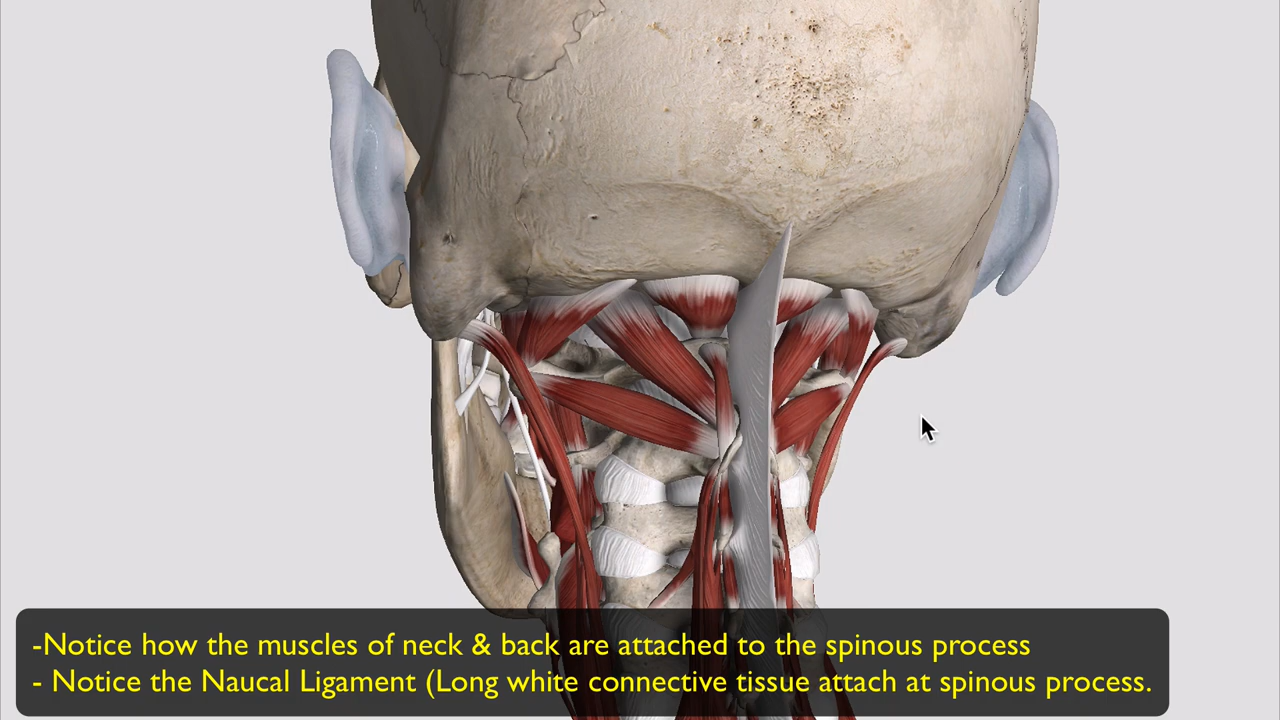 -Notice how the muscles of neck & back are attached to the spinous process
- Notice the Naucal Ligament (Long white connective tissue attach at spinous process.